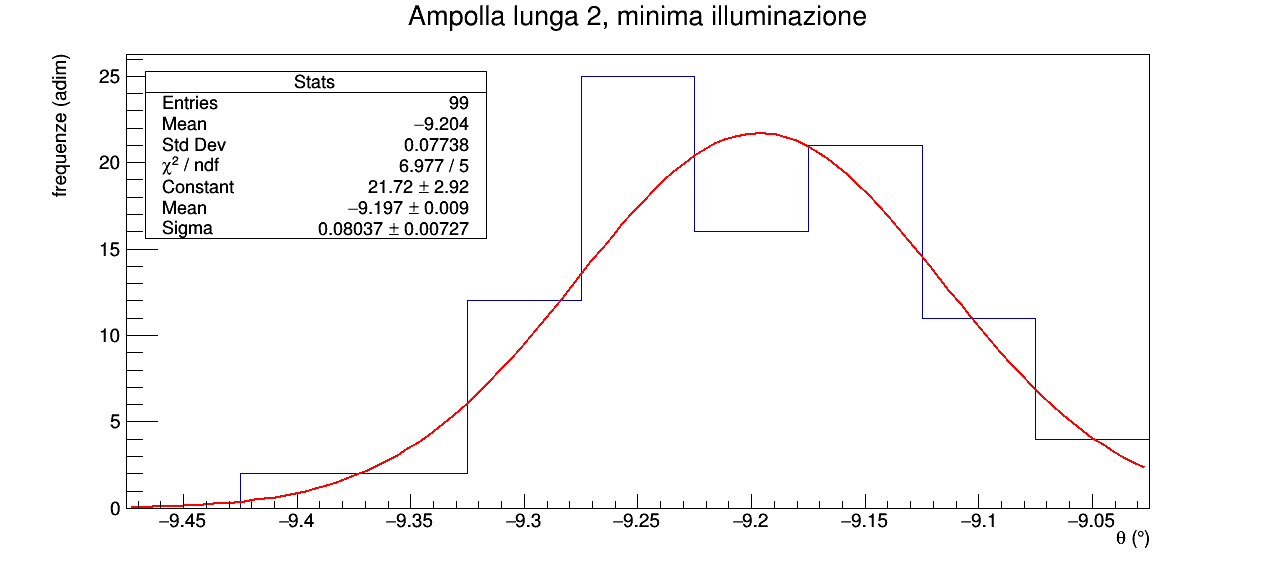 Ampolla lunga 2, minima illuminazione
frequenze (adim)
25
20
15
10
5
0
Stats
Entries 99
Mean −9.204
Std Dev 0.07738
χ² / ndf 6.977 / 5
Constant 21.72 ± 2.92
Mean −9.197 ± 0.009
Sigma 0.08037 ± 0.00727
−9.45 −9.4 −9.35 −9.3 −9.25 −9.2 −9.15 −9.1 −9.05
θ (°)